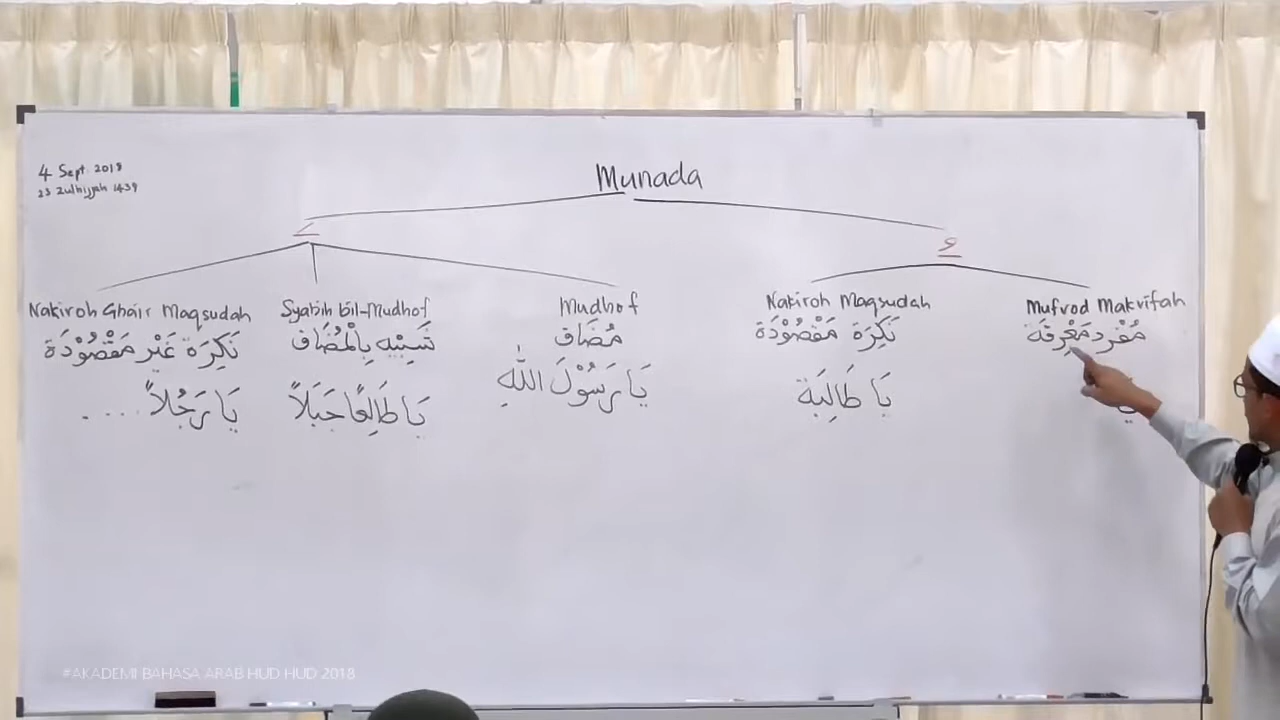 4 Sept. 2018
23 Zulhijjah 1439
Munada
Nakiroh Ghair Maqsudah
نَكِرَة غَيْر مَقْصُوْدَة
يَا رَجُلاً ....
Syabih bil-Mudhof
شَبِيْه بِالْمُضَاف
يَا طَالِعًا جَبَلاً
Mudhof
مُضَاف
يَا رَسُوْلَ اللهِ
Nakiroh Maqsudah
نَكِرَة مَقْصُوْدَة
يَا طَالِبَة
Mufrod Makrifah
مُفْرد مَعْرِفَة
#AKADEMI BAHASA ARAB HUD HUD 2018